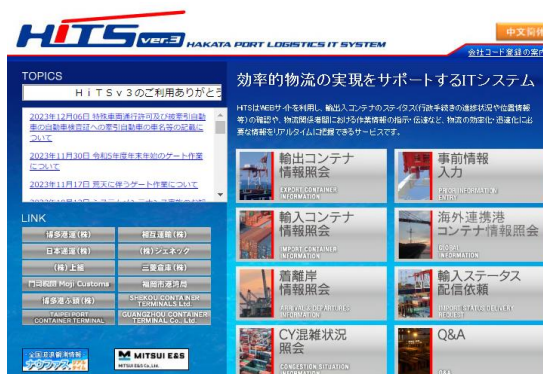 HiTS ver.3 HAKATA PORT LOGISTICS IT SYSTEM
中文简体
会社コード登録の案内
TOPICS
HiTSv3のご利用ありがとう
2023年12月06日 特殊車両通行許可及び被牽引自動
車の自動車検査証への牽引自動車の車名等の記載に
ついて
2023年11月30日 令和5年度年末年始のゲート作業
について
2023年11月17日 荒天に伴うゲート作業について
LINK
博多港運(株)
相互運輸(株)
日本通運(株)
(株)ジェネック
(株)上組
三菱倉庫(株)
門司税関 Moji Customs
福岡市港湾局
博多港ふ頭(株)
SHEKOU CONTAINER
TERMINALS Ltd.
TAIPEI PORT
CONTAINER TERMINAL
GUANGZHOU CONTAINER
TERMINAL Co., Ltd.
MITSUI E&S
効率的物流の実現をサポートするITシステム
HiTSはWEBサイトを利用し、輸出入コンテナのステイタス(行政手続きの進捗状況や位置情報
等)の確認や、物流関係者間における作業情報の指示・伝達など、物流の効率化・迅速化に必
要な情報をリアルタイムに把握できるサービスです。
輸出コンテナ
情報照会
EXPORT CONTAINER
INFORMATION
事前情報
入力
PRIOR INFORMATION
ENTRY
輸入コンテナ
情報照会
IMPORT CONTAINER
INFORMATION
海外連携港
コンテナ情報照会
GLOBAL
INFORMATION
着離岸
情報照会
INFORMATION
輸入ステータス
配信依頼
IMPORT STATUS DELIVERY
REQUEST
CY混雑状況
照会
CONGESTION SITUATION
INFORMATION
Q&A
Q&A